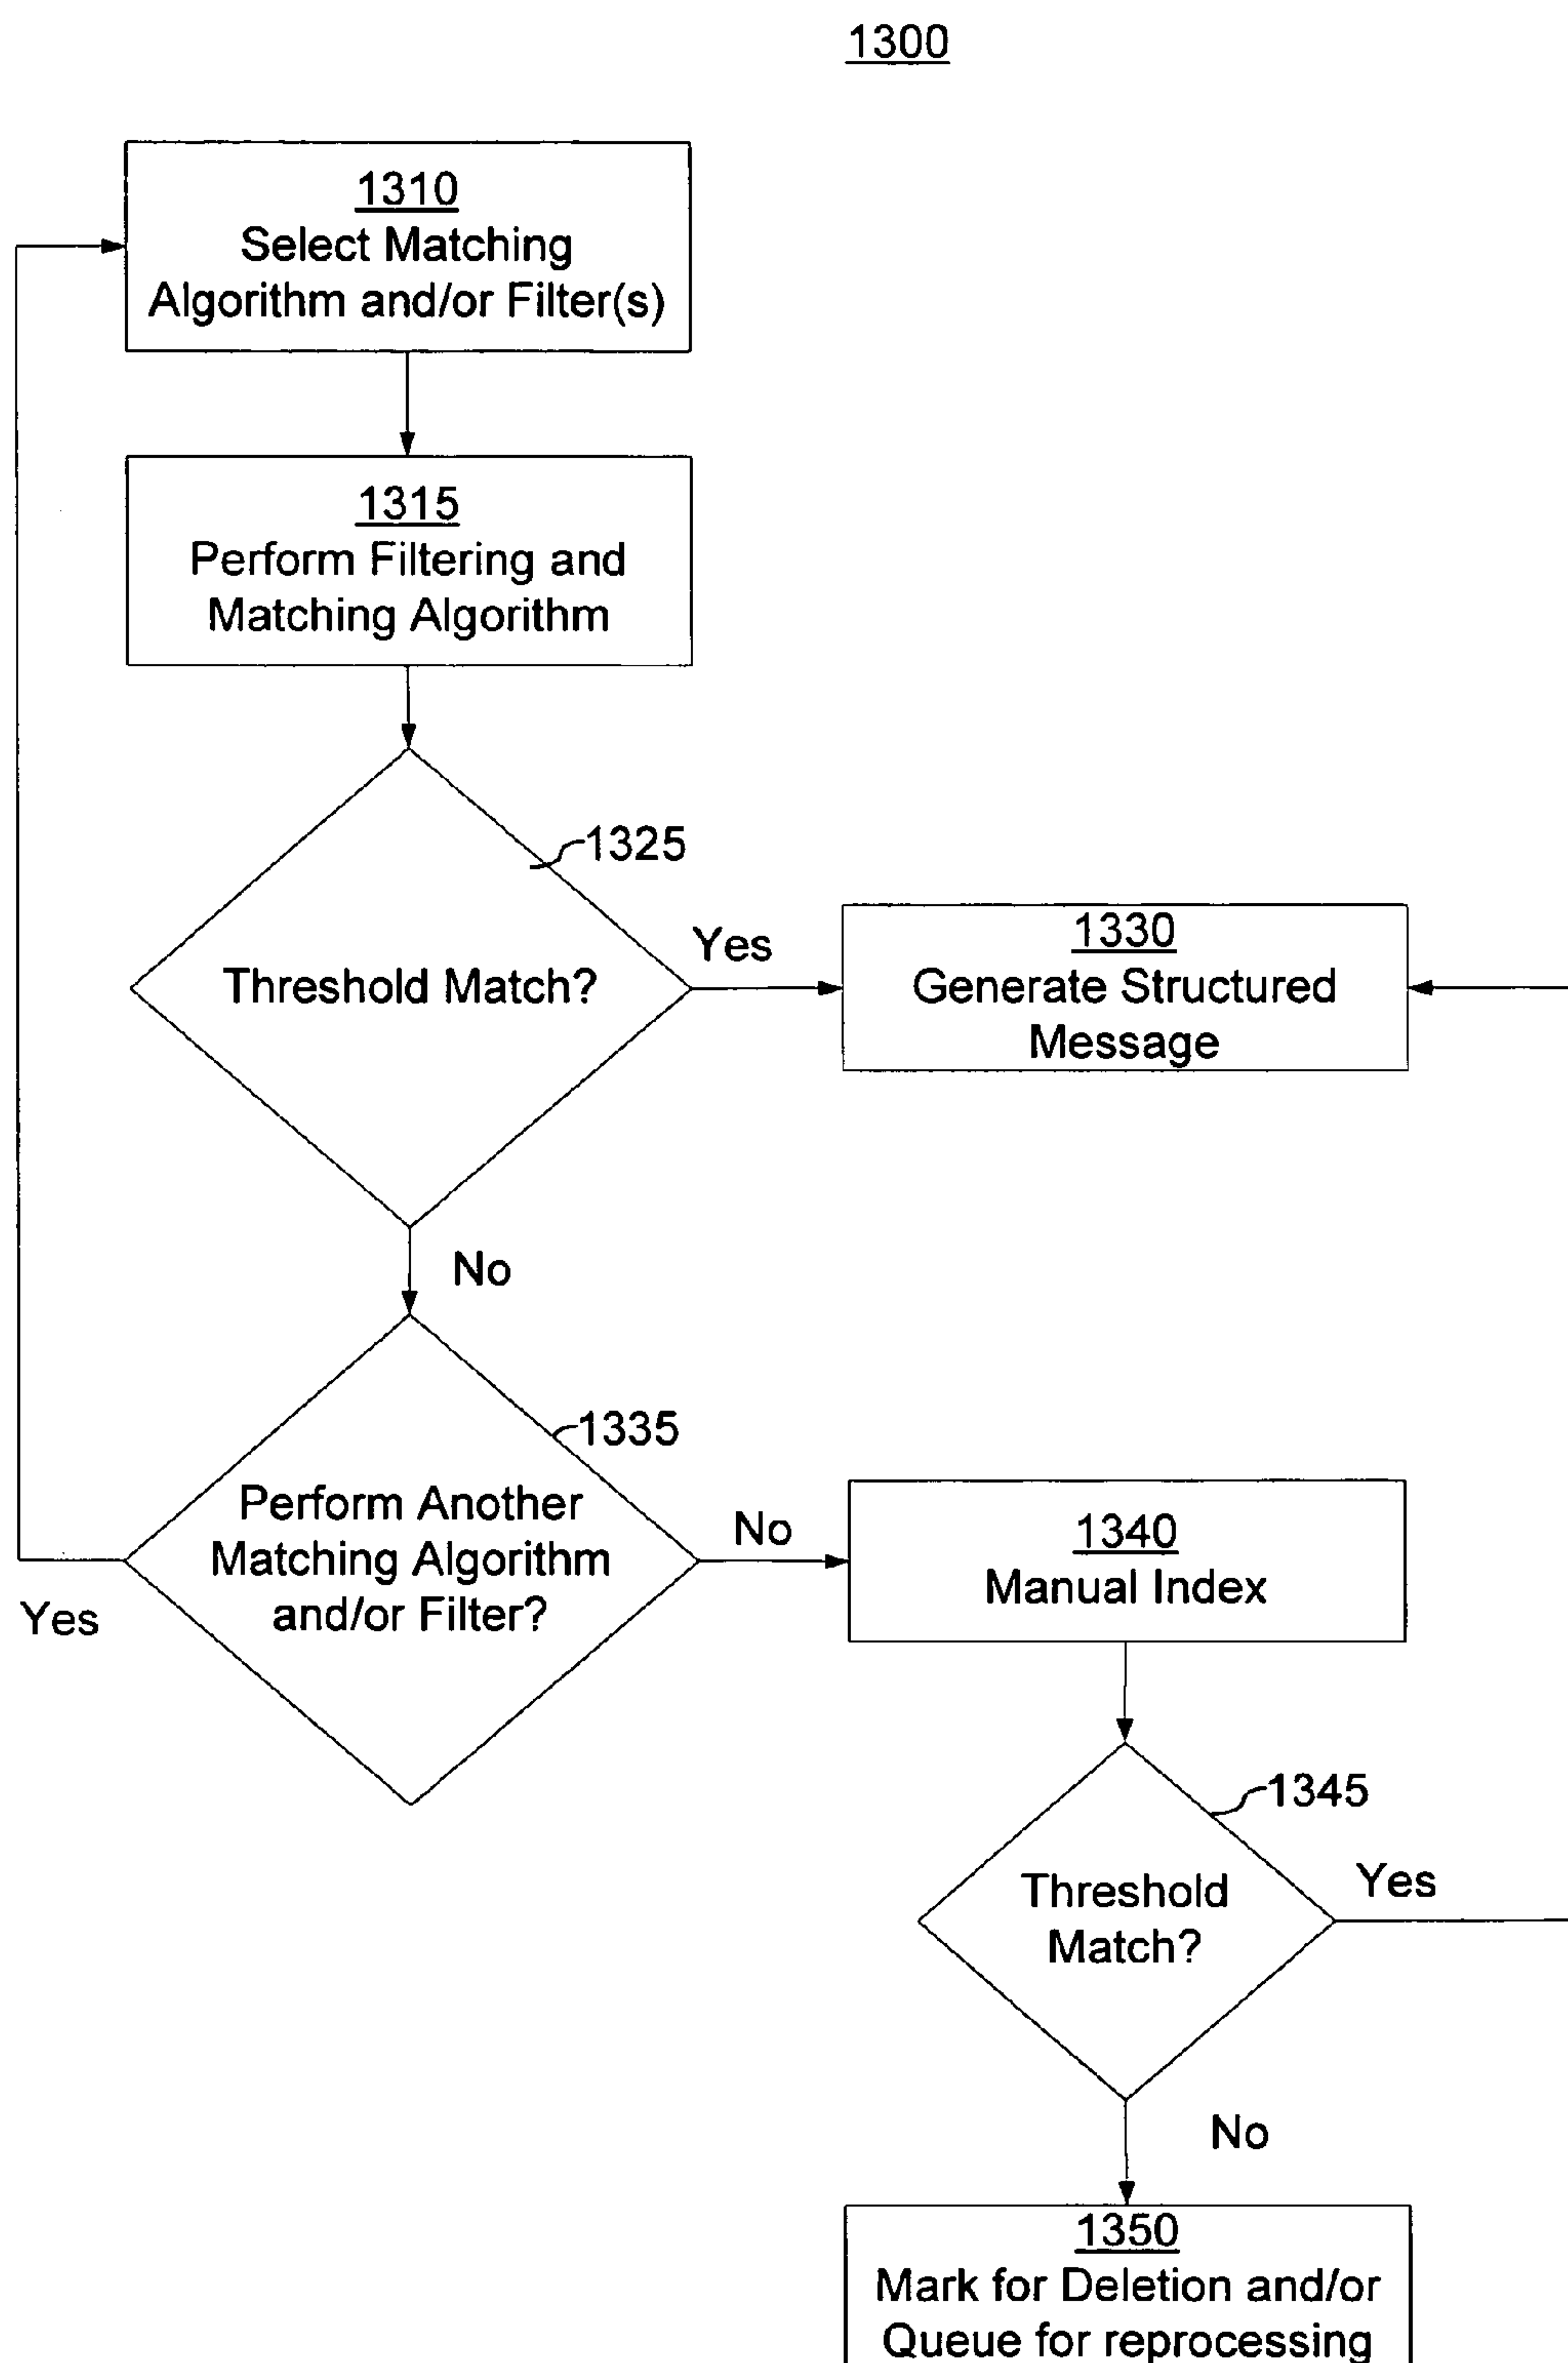 1300
1310
Select Matching
Algorithm and/or Filter(s)
1315
Perform Filtering and
Matching Algorithm
1325
Threshold Match?
Yes
1330
Generate Structured
Message
No
1335
Perform Another
Matching Algorithm
and/or Filter?
Yes
No
1340
Manual Index
1345
Threshold
Match?
Yes
No
1350
Mark for Deletion and/or
Queue for reprocessing